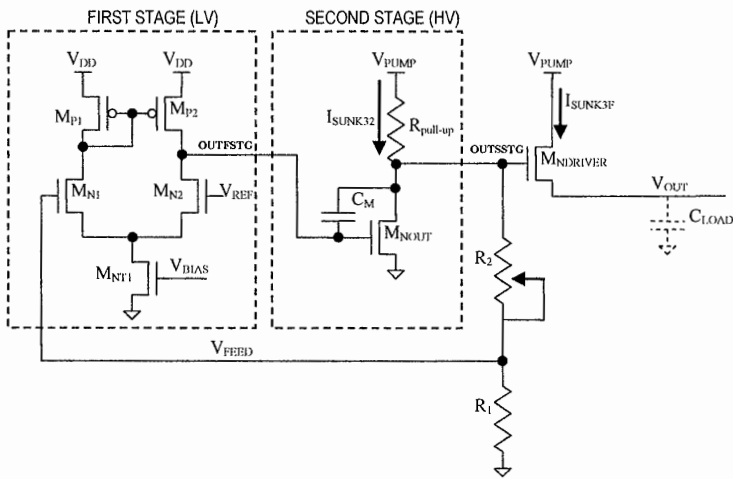 FIRST STAGE (LV)
SECOND STAGE (HV)
VDD
VDD
VPUMP
VPUMP
MP1
MP2
ISUNK32
Rpull-up
ISUNK3F
OUTFSTG
OUTSSTG
MNDRIVER
MN1
MN2
VREF
CM
MNOUT
VOUT
CLOAD
MNT1
VBIAS
R2
VFEED
R1